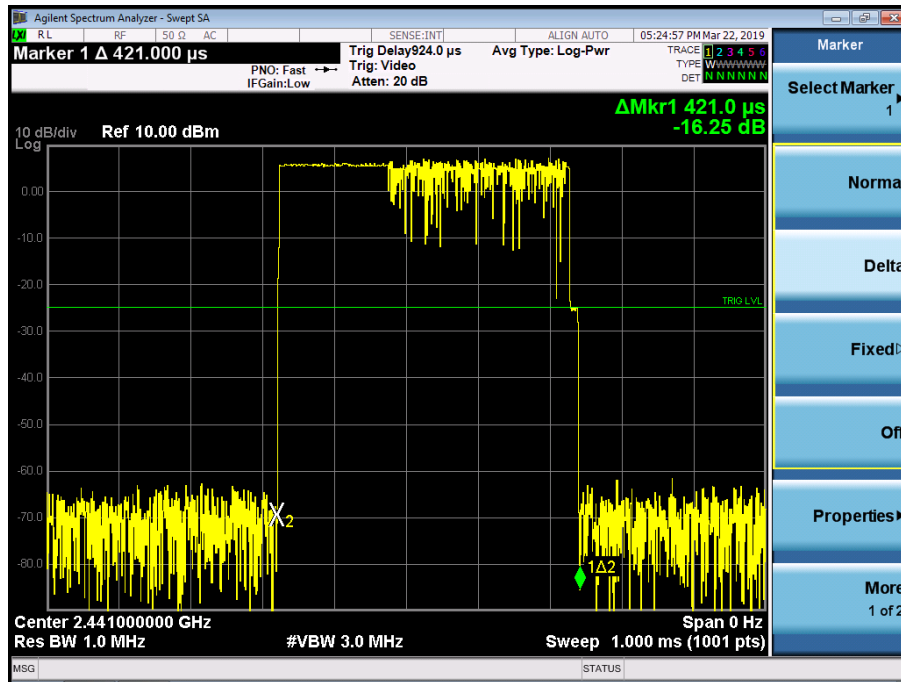 Agilent Spectrum Analyzer - Swept SA
LXI RL RF 50 Ω AC SENSE:INT ALIGN AUTO 05:24:57 PM Mar 22, 2019
Marker 1 Δ 421.000 µs
PNO: Fast
IFGain:Low
Trig Delay924.0 µs
Trig: Video
Atten: 20 dB
Avg Type: Log-Pwr
TRACE 1 2 3 4 5 6
TYPE WWWWWW
DET N N N N N N
ΔMkr1 421.0 µs
-16.25 dB
10 dB/div Ref 10.00 dBm
Log
0.00
-10.0
-20.0
TRIG LVL
-30.0
-40.0
-50.0
-60.0
-70.0
X2
-80.0
1Δ2
Center 2.441000000 GHz Span 0 Hz
Res BW 1.0 MHz #VBW 3.0 MHz Sweep 1.000 ms (1001 pts)
MSG STATUS
Marker
Select Marker
1
Norma
Delta
Fixed
Off
Properties
More
1 of 2